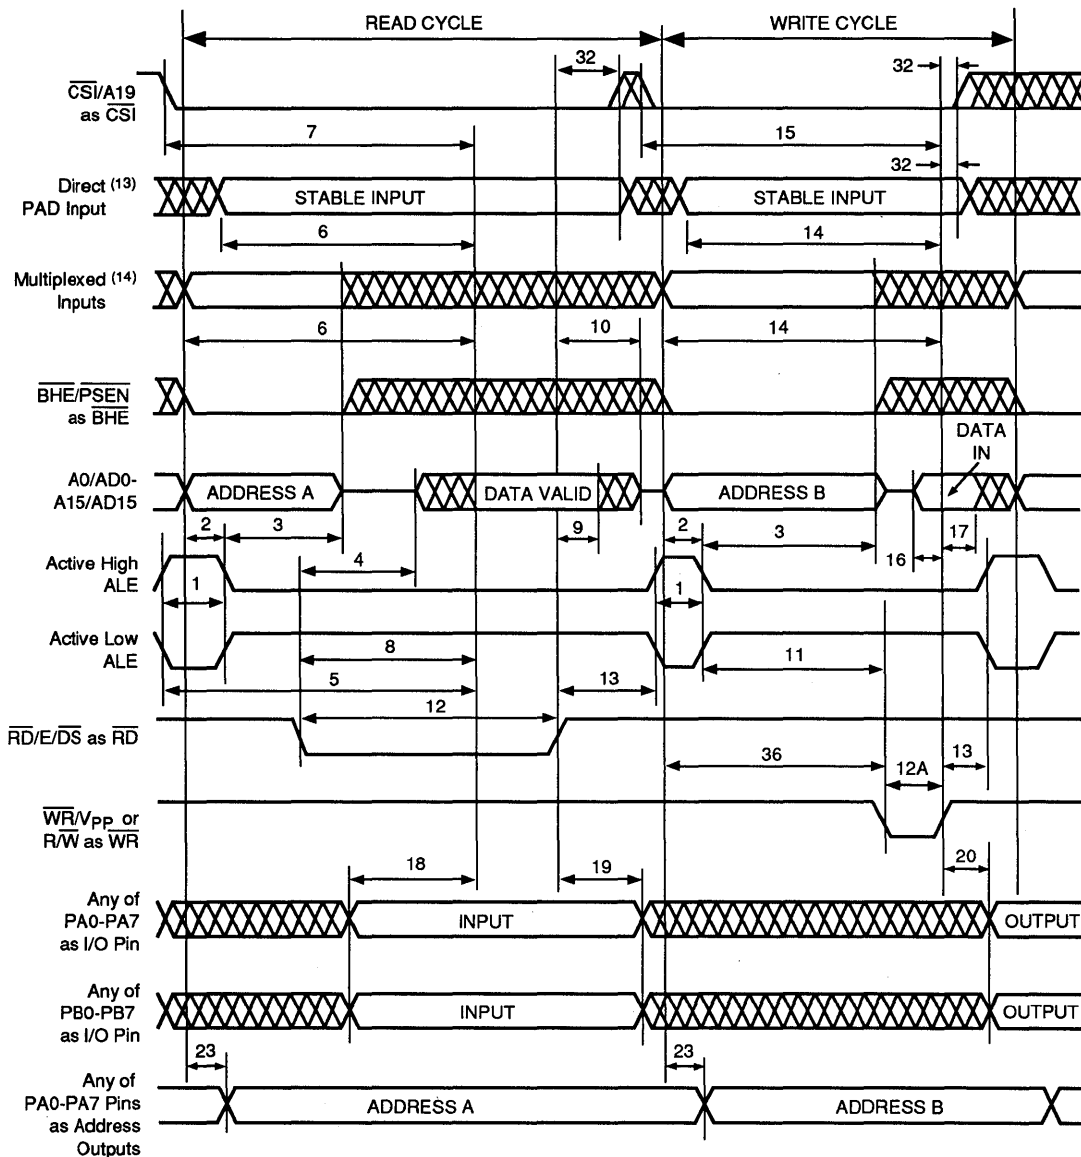 READ CYCLE WRITE CYCLE
32 32
CSI/A19
as CSI
7 15
32
Direct (13)
PAD Input
STABLE INPUT STABLE INPUT
6 14
Multiplexed (14)
Inputs
6 10 14
BHE/PSEN
as BHE
DATA
IN
A0/AD0-
A15/AD15
ADDRESS A DATA VALID ADDRESS B
2 3 9 2 3 17
4 16
Active High
ALE
1 1
Active Low
ALE
8 11
5 13
12
RD/E/DS as RD
36 12A 13
WR/VPP or
R/W as WR
18 19 20
Any of
PA0-PA7
as I/O Pin
INPUT OUTPUT
Any of
PB0-PB7
as I/O Pin
INPUT OUTPUT
23 23
Any of
PA0-PA7 Pins
as Address
Outputs
ADDRESS A ADDRESS B